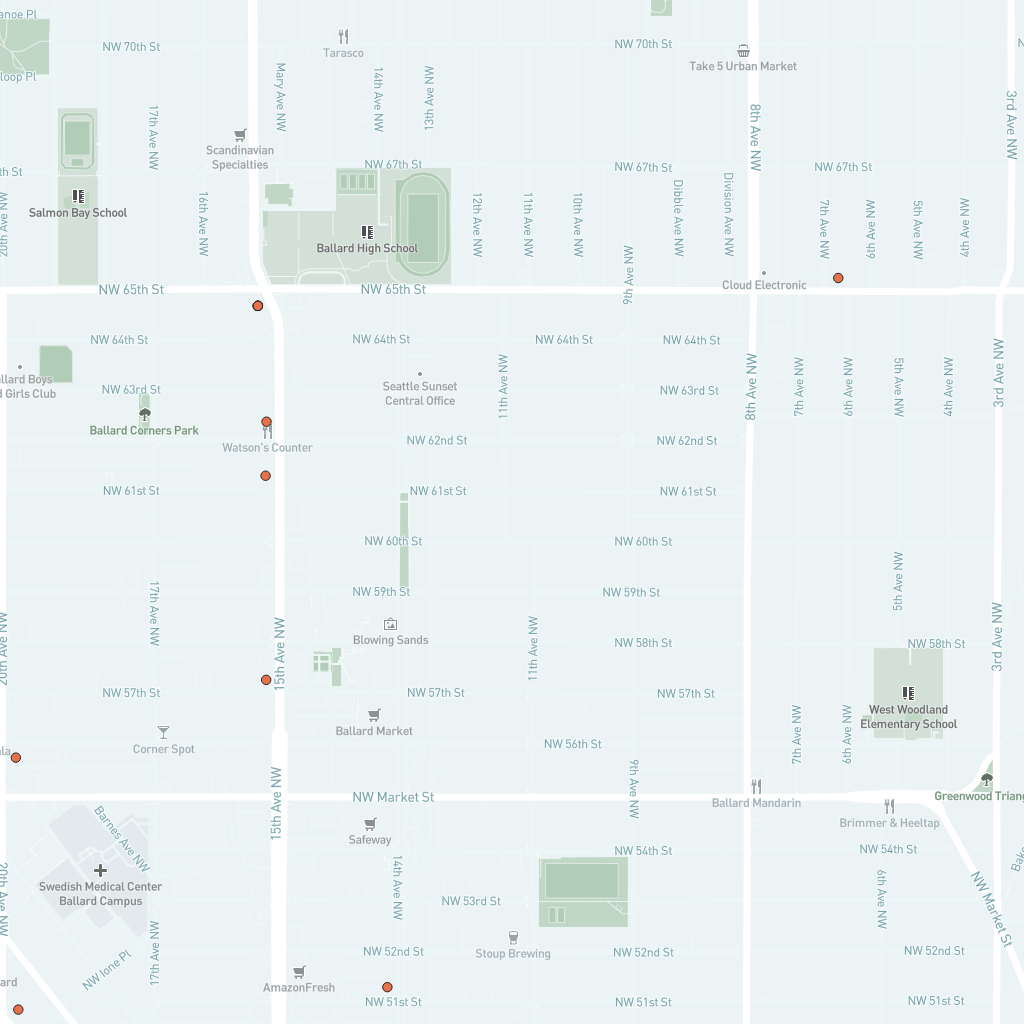 anoe Pl
NW 70th St
Tarasco
NW 70th St
Take 5 Urban Market
loop Pl
17th Ave NW
Mary Ave NW
14th Ave NW
13th Ave NW
8th Ave NW
3rd Ave NW
Scandinavian
Specialties
th St
NW 67th St
NW 67th St
NW 67th St
20th Ave NW
Salmon Bay School
16th Ave NW
Ballard High School
12th Ave NW
11th Ave NW
10th Ave NW
9th Ave NW
Dibble Ave NW
Division Ave NW
7th Ave NW
6th Ave NW
5th Ave NW
4th Ave NW
NW 65th St
NW 65th St
Cloud Electronic
NW 64th St
NW 64th St
NW 64th St
NW 64th St
allard Boys
d Girls Club
NW 63rd St
Seattle Sunset
Central Office
11th Ave NW
NW 63rd St
8th Ave NW
7th Ave NW
6th Ave NW
5th Ave NW
4th Ave NW
3rd Ave NW
Ballard Corners Park
Watson's Counter
NW 62nd St
NW 62nd St
NW 61st St
NW 61st St
NW 61st St
NW 60th St
NW 60th St
17th Ave NW
NW 59th St
NW 59th St
5th Ave NW
20th Ave NW
15th Ave NW
Blowing Sands
11th Ave NW
NW 58th St
NW 58th St
3rd Ave NW
NW 57th St
NW 57th St
NW 57th St
West Woodland
Elementary School
Corner Spot
Ballard Market
NW 56th St
7th Ave NW
6th Ave NW
ala
15th Ave NW
NW Market St
9th Ave NW
Ballard Mandarin
Greenwood Triang
Brimmer & Heeltap
Barnes Ave NW
Safeway
NW 54th St
NW 54th St
Bake
20th Ave NW
Swedish Medical Center
Ballard Campus
14th Ave NW
NW 53rd St
6th Ave NW
NW Market St
17th Ave NW
NW Ione Pl
NW 52nd St
Stoup Brewing
NW 52nd St
NW 52nd St
ard
AmazonFresh
NW 51st St
NW 51st St
NW 51st St